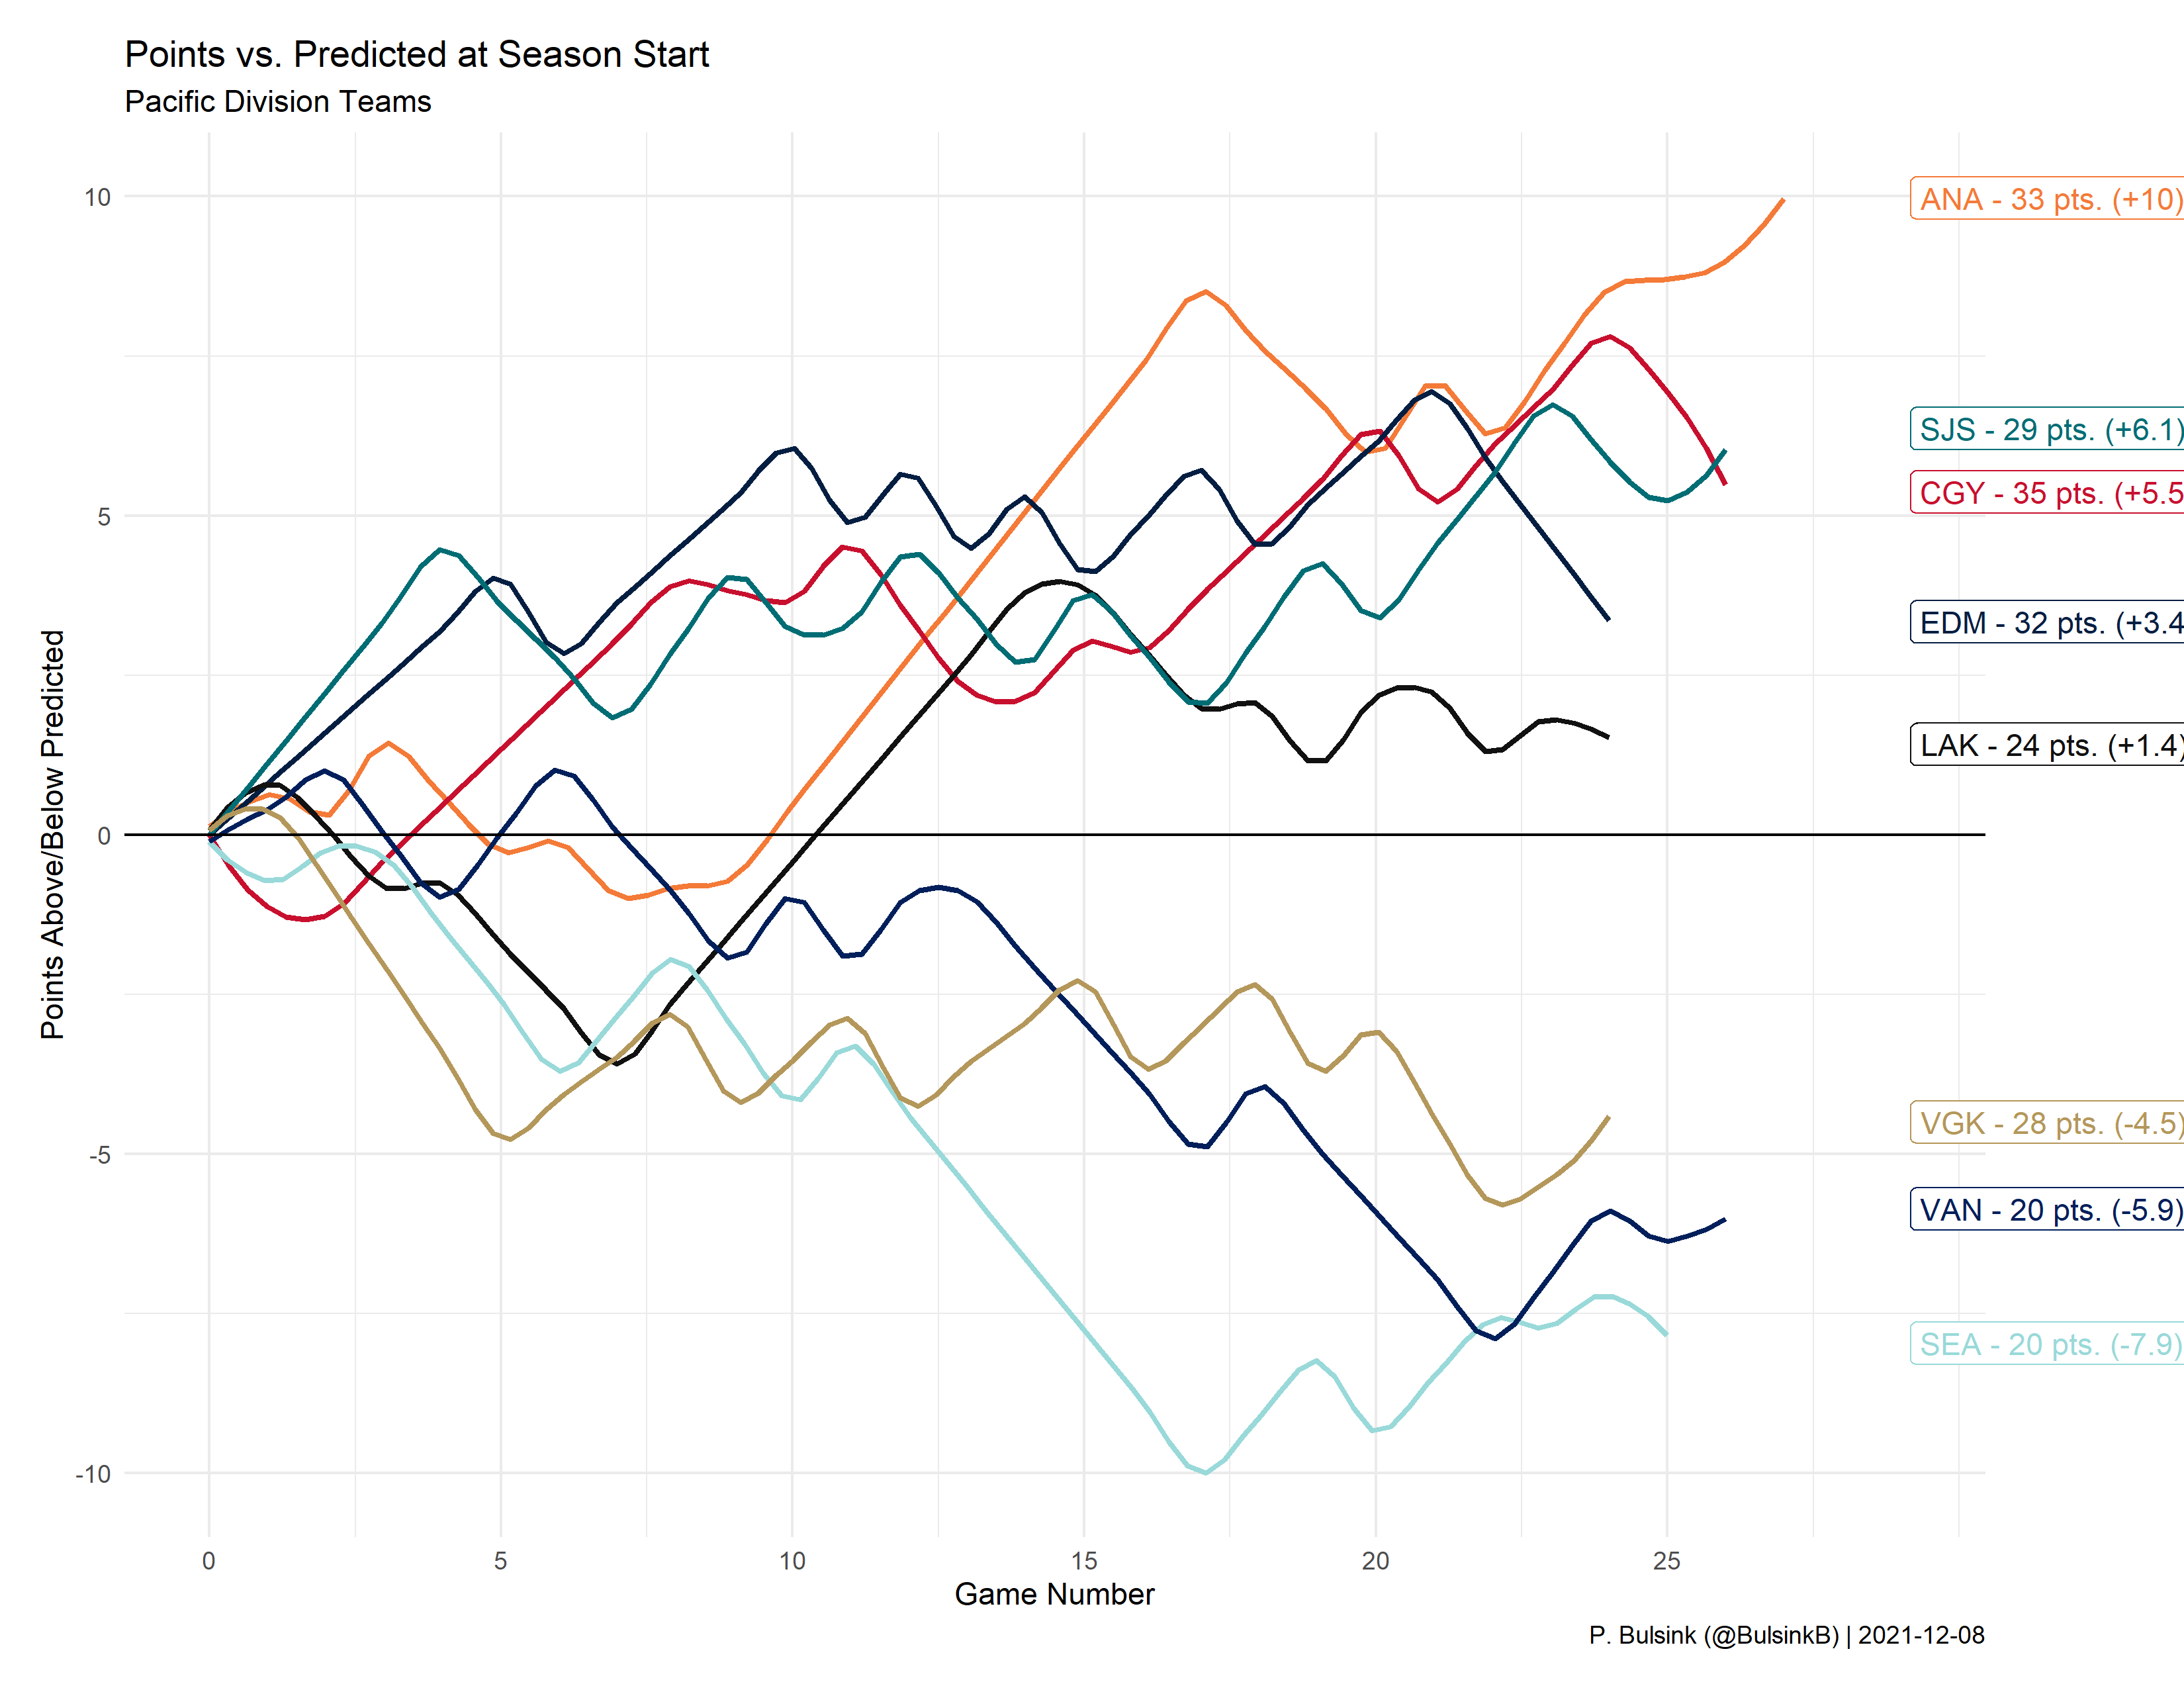 Points vs. Predicted at Season Start
Pacific Division Teams
Points Above/Below Predicted
10
5
0
-5
-10
ANA - 33 pts. (+10)
SJS - 29 pts. (+6.1)
CGY - 35 pts. (+5.5
EDM - 32 pts. (+3.4
LAK - 24 pts. (+1.4)
VGK - 28 pts. (-4.5)
VAN - 20 pts. (-5.9)
SEA - 20 pts. (-7.9)
0 5 10 15 20 25
Game Number
P. Bulsink (@BulsinkB) | 2021-12-08